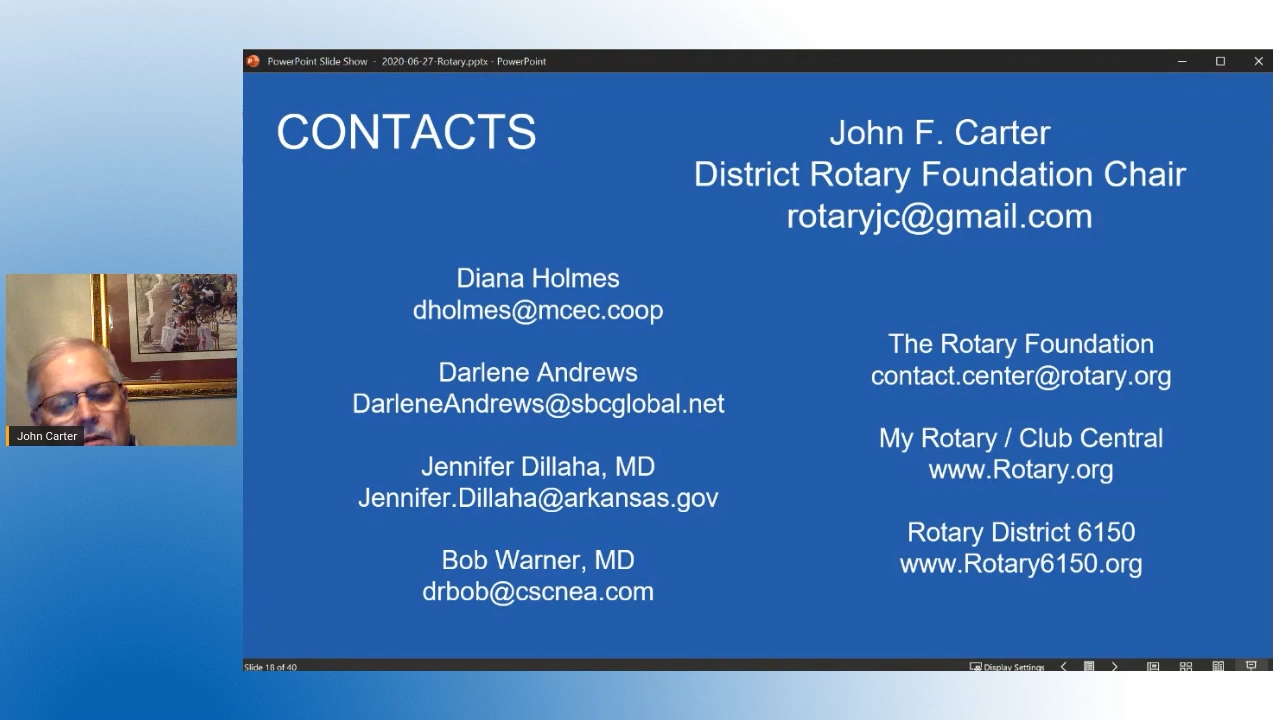 PowerPoint Slide Show - 2020-06-27-Rotary.pptx - PowerPoint
CONTACTS
John F. Carter
District Rotary Foundation Chair
rotaryjc@gmail.com
Diana Holmes
dholmes@mcec.coop
Darlene Andrews
DarleneAndrews@sbcglobal.net
Jennifer Dillaha, MD
Jennifer.Dillaha@arkansas.gov
Bob Warner, MD
drbob@cscnea.com
The Rotary Foundation
contact.center@rotary.org
My Rotary / Club Central
www.Rotary.org
Rotary District 6150
www.Rotary6150.org
John Carter
Slide 18 of 40
Display Settings